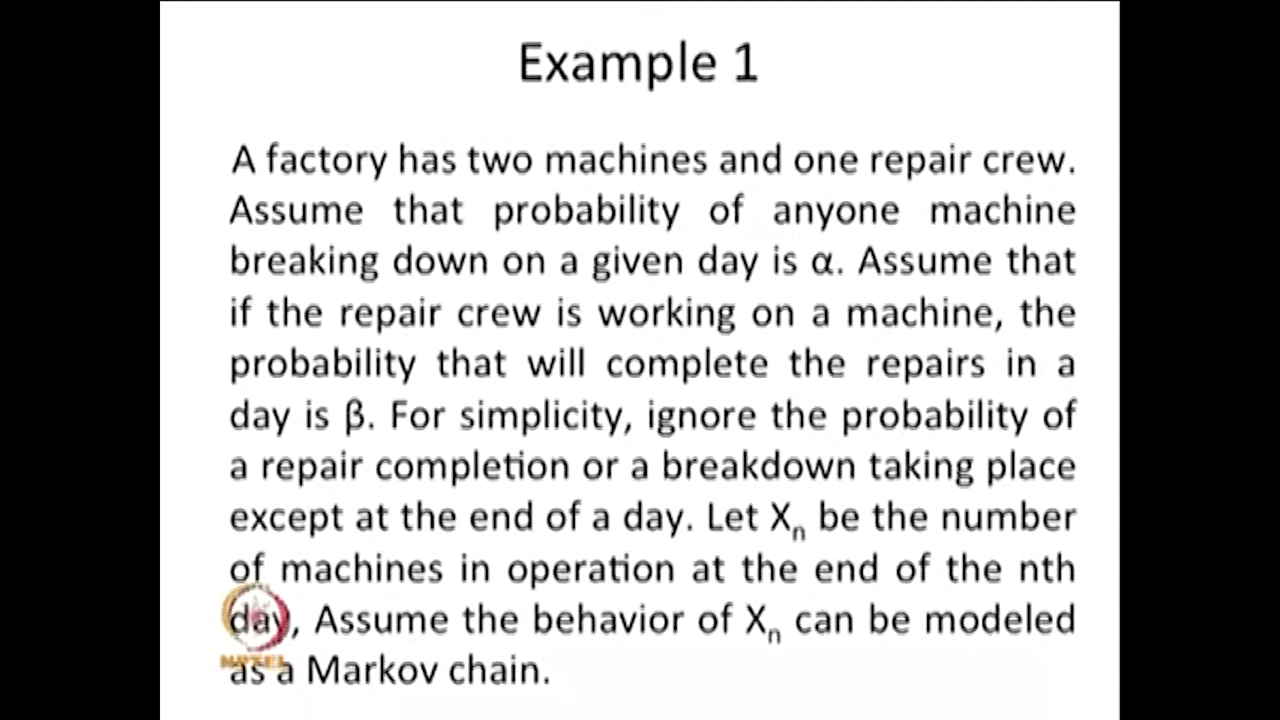 Example 1
A factory has two machines and one repair crew.
Assume that probability of anyone machine
breaking down on a given day is α. Assume that
if the repair crew is working on a machine, the
probability that will complete the repairs in a
day is β. For simplicity, ignore the probability of
a repair completion or a breakdown taking place
except at the end of a day. Let Xn be the number
of machines in operation at the end of the nth
day, Assume the behavior of Xn can be modeled
as a Markov chain.
NPTEL